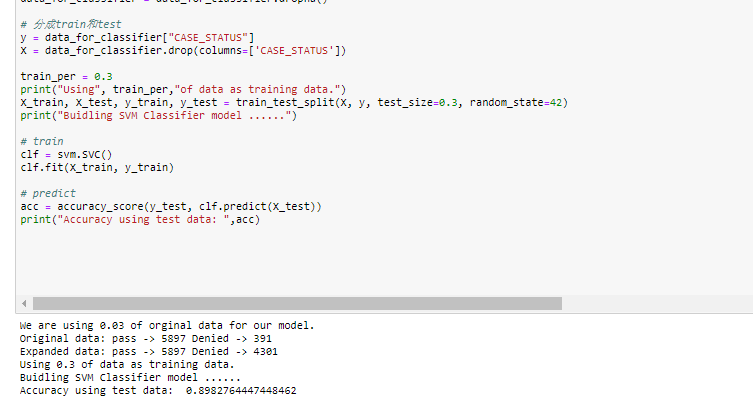 # 分成train和test
y = data_for_classifier["CASE_STATUS"]
X = data_for_classifier.drop(columns=['CASE_STATUS'])
train_per = 0.3
print("Using", train_per,"of data as training data.")
X_train, X_test, y_train, y_test = train_test_split(X, y, test_size=0.3, random_state=42)
print("Buidling SVM Classifier model ......")
# train
clf = svm.SVC()
clf.fit(X_train, y_train)
# predict
acc = accuracy_score(y_test, clf.predict(X_test))
print("Accuracy using test data: ",acc)
We are using 0.03 of orginal data for our model.
Original data: pass -> 5897 Denied -> 391
Expanded data: pass -> 5897 Denied -> 4301
Using 0.3 of data as training data.
Buidling SVM Classifier model ......
Accuracy using test data:  0.8982764447448462